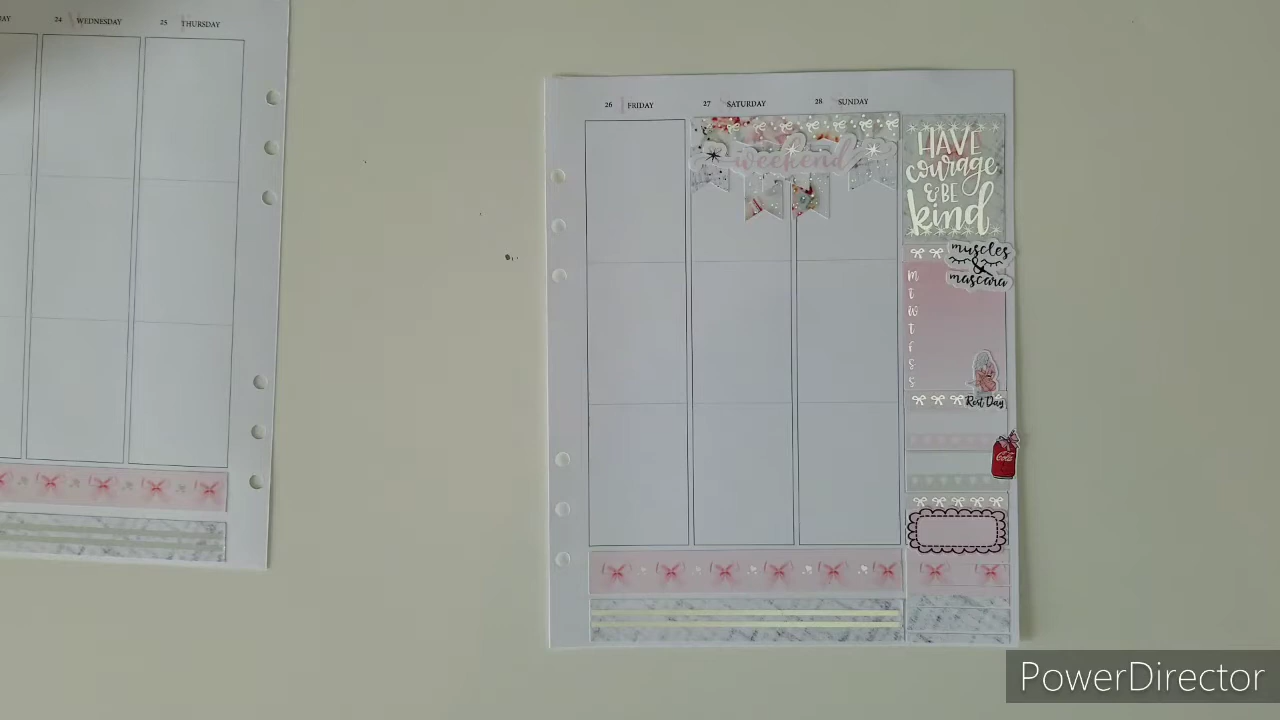 24 WEDNESDAY
25 THURSDAY
26 FRIDAY
27 SATURDAY
28 SUNDAY
weekend
HAVE
courage
& BE
kind
muscles
&
mascara
M
T
W
T
F
S
S
Rest Day
Cola
PowerDirector